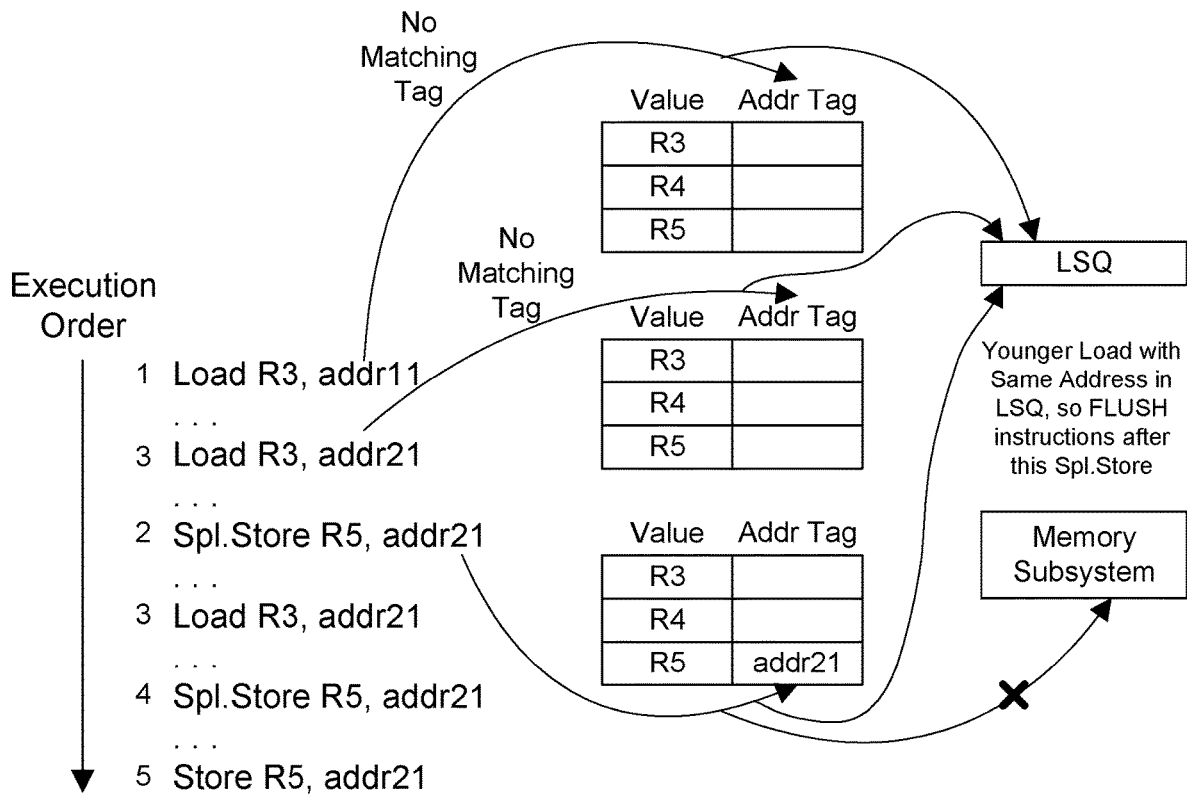 No
Matching
Tag
Value Addr Tag
R3
R4
R5
No
Matching
Tag
LSQ
Execution
Order
Value Addr Tag
R3
R4
R5
Younger Load with
Same Address in
LSQ, so FLUSH
instructions after
this Spl.Store
1 Load R3, addr11
. . .
3 Load R3, addr21
. . .
2 Spl.Store R5, addr21
. . .
3 Load R3, addr21
. . .
4 Spl.Store R5, addr21
. . .
5 Store R5, addr21
Value Addr Tag
R3
R4
R5 addr21
Memory
Subsystem